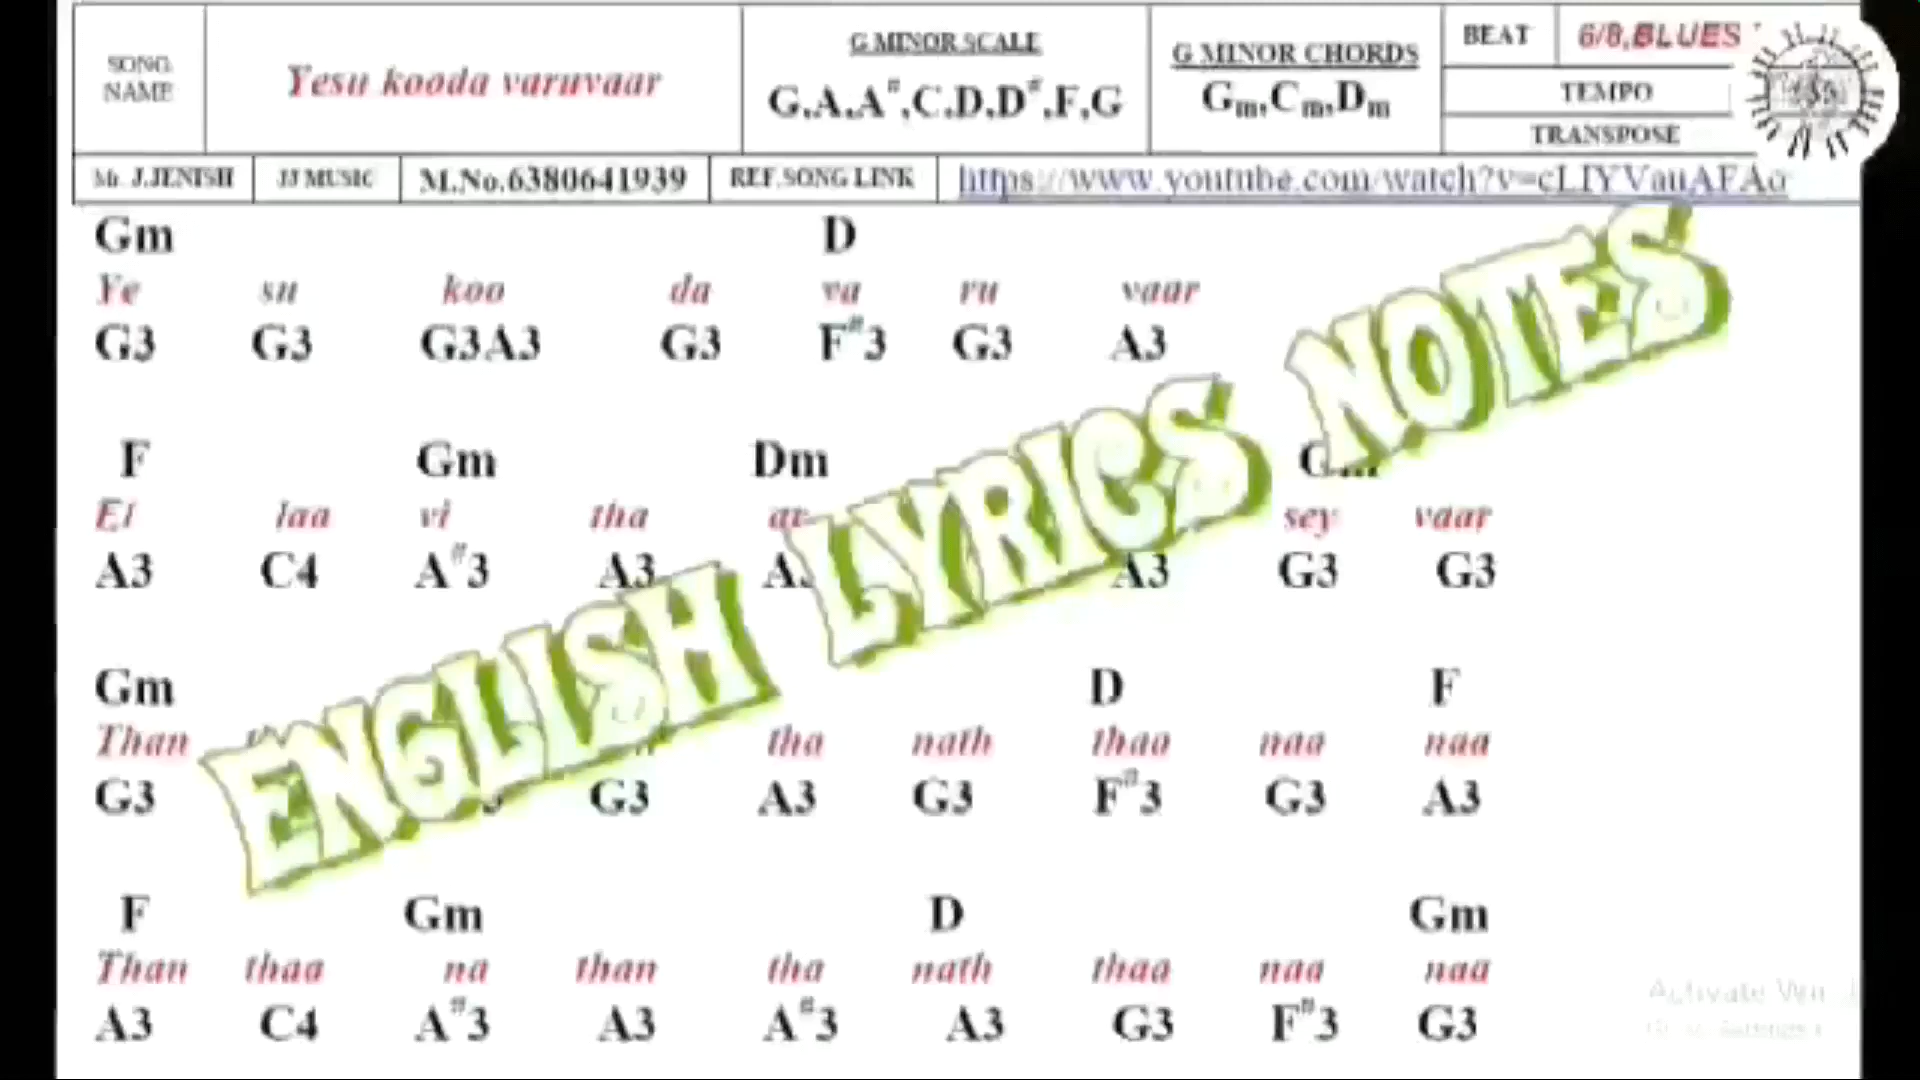 SONG NAME
Yesu kooda varuvaar
G MINOR SCALE
G,A,A#,C,D,D#,F,G
G MINOR CHORDS
Gm,Cm,Dm
BEAT
6/8,BLUES
TEMPO
TRANSPOSE
Mr. J.JENISH JJ MUSIC M.No.6380641939 REF.SONG LINK https://www.youtube.com/watch?v=
Gm D
Ye su koo da va ru vaar
G3 G3 G3A3 G3 F#3 G3 A3
F Gm Dm
El laa vi tha sey vaar
A3 C4 A#3 A3 A3 G3 G3
Gm D F
Than tha nath thaa naa naa
G3 G3 A3 G3 F#3 G3 A3
ENGLISH LYRICS NOTES
F Gm D Gm
Than thaa na than tha nath thaa naa naa
A3 C4 A#3 A3 A#3 A3 G3 F#3 G3
Activate